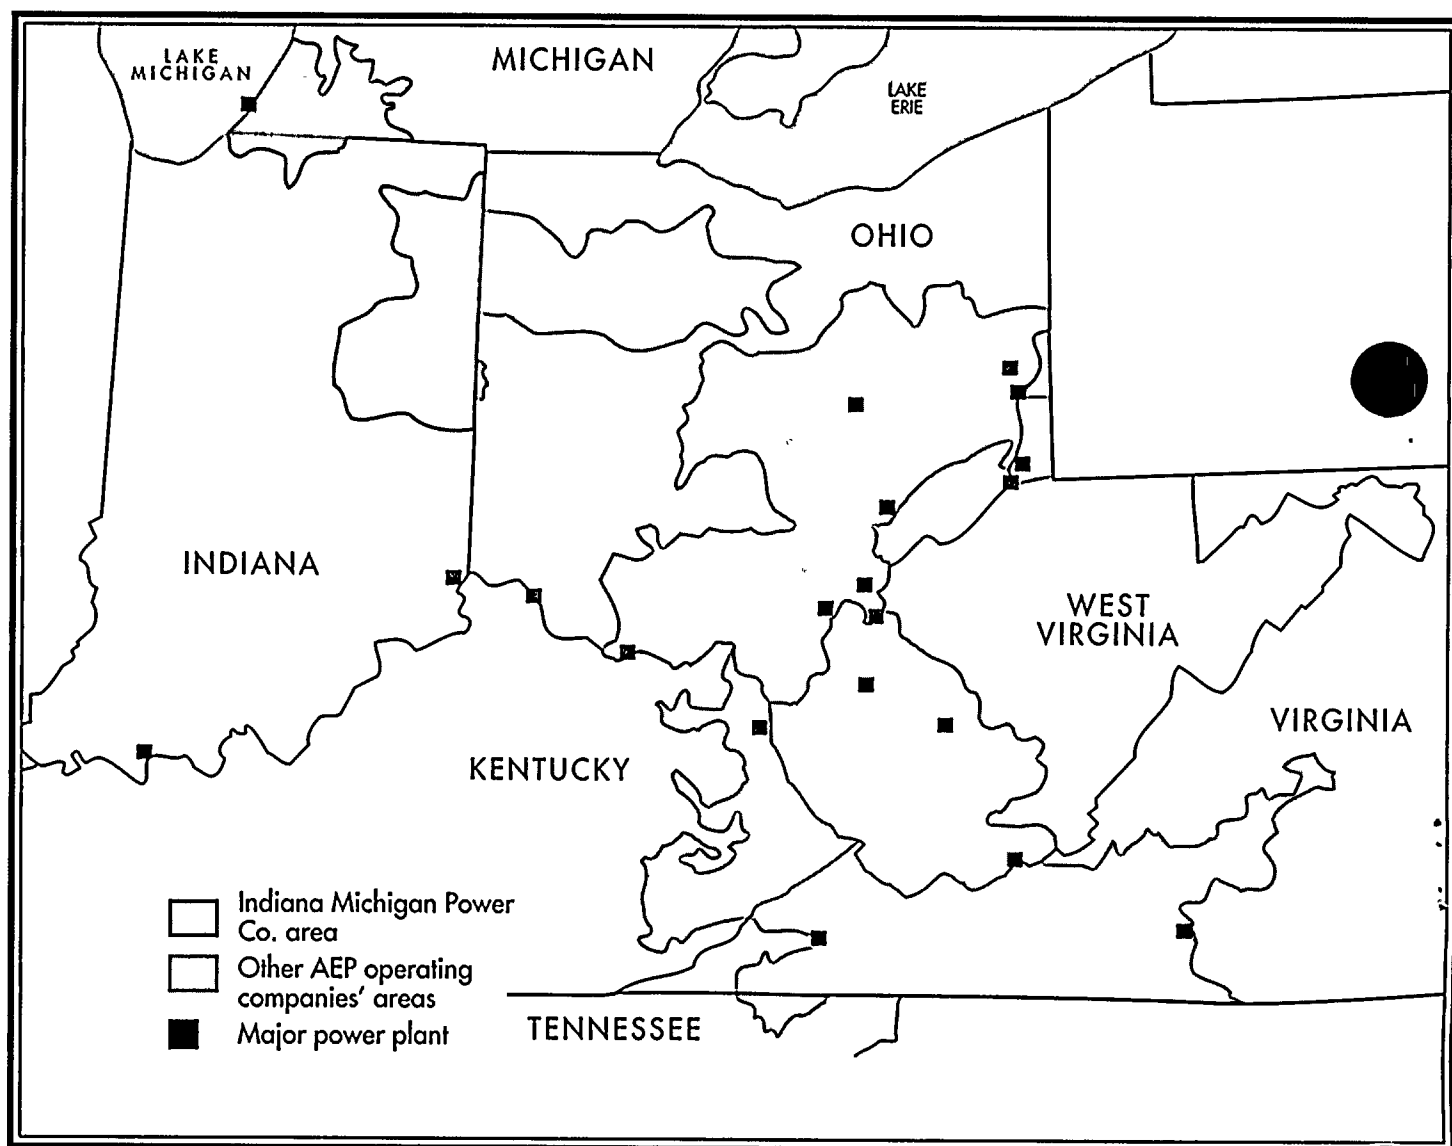 LAKE
MICHIGAN
MICHIGAN
LAKE
ERIE
OHIO
INDIANA
WEST
VIRGINIA
VIRGINIA
KENTUCKY
Indiana Michigan Power
Co. area
Other AEP operating
companies' areas
Major power plant
TENNESSEE